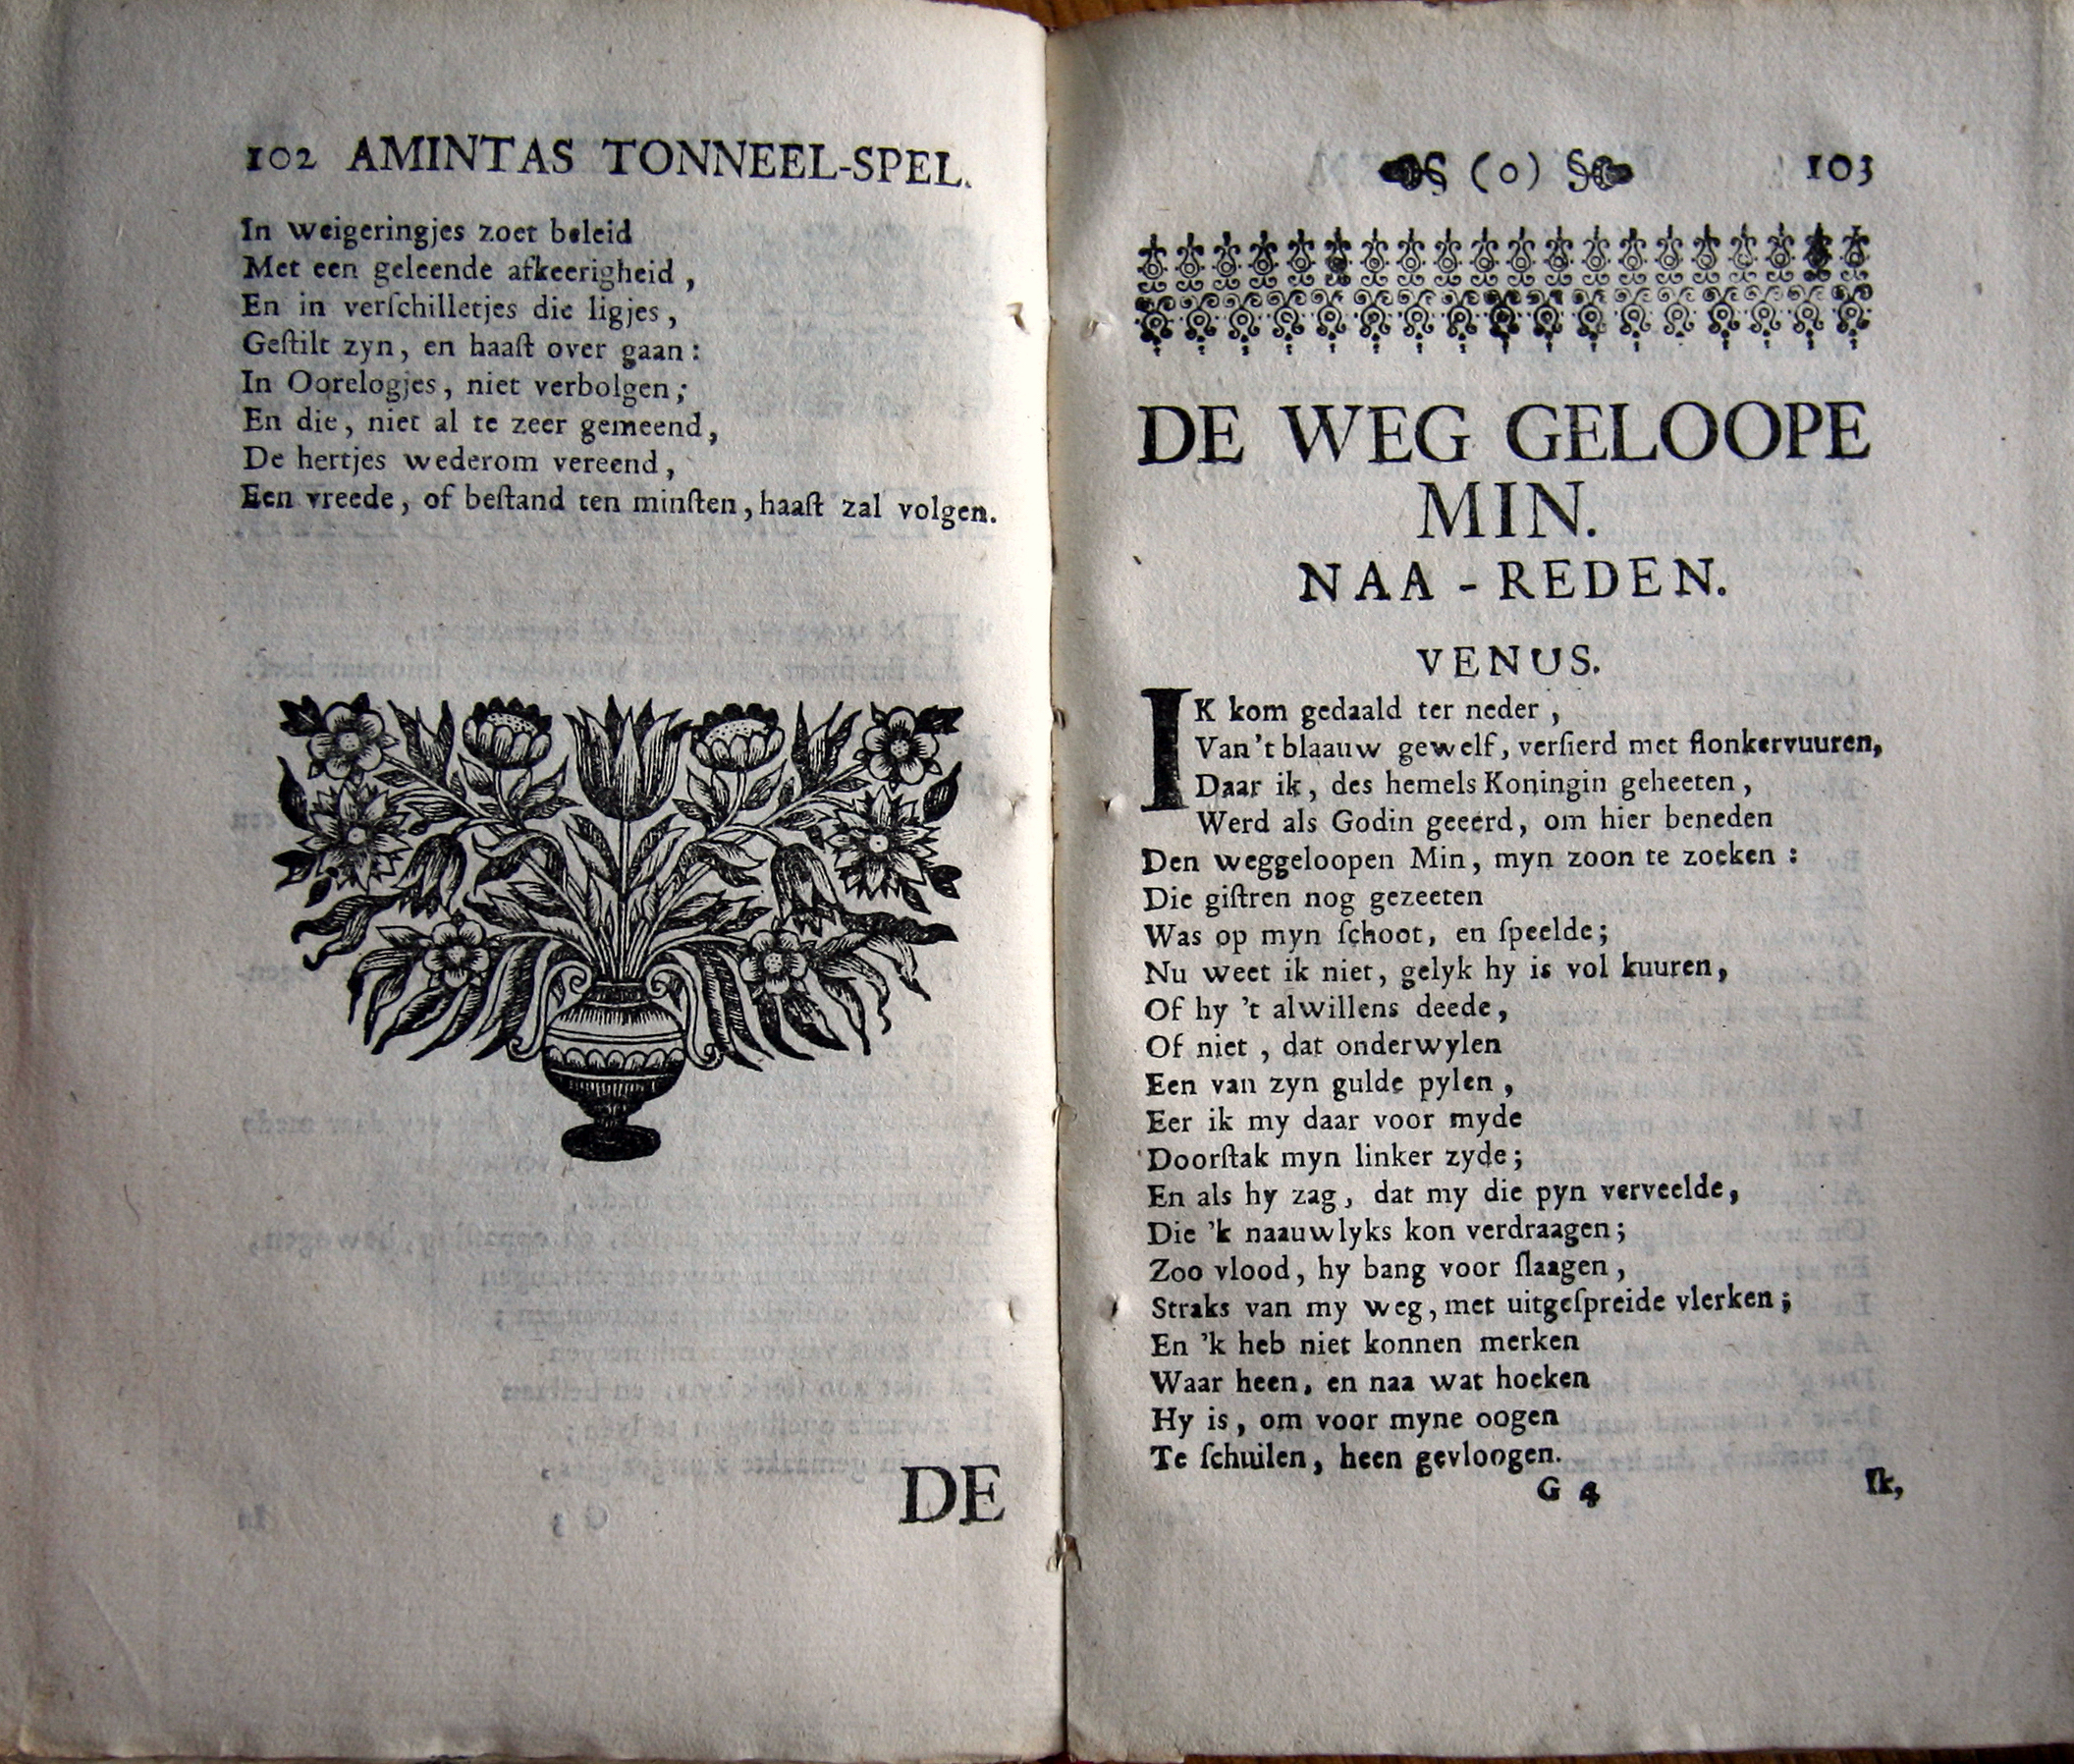 102 AMINTAS TONNEEL-SPEL.
In weigeringjes zoet beleid
Met een geleende afkeerigheid,
En in verſchilletjes die ligjes,
Geſtilt zyn, en haaſt over gaan:
In Oorelogjes, niet verbolgen;
En die, niet al te zeer gemeend,
De hertjes wederom vereend,
Een vreede, of beſtand ten minſten, haaſt zal volgen.
DE
§ (o) § 103
DE WEG GELOOPE
MIN.
NAA-REDEN.
VENUS.
IK kom gedaald ter neder,
Van't blaauw gewelf, verſierd met flonkervuuren,
Daar ik, des hemels Koningin geheeten,
Werd als Godin geeerd, om hier beneden
Den weggeloopen Min, myn zoon te zoeken:
Die giſtren nog gezeeten
Was op myn ſchoot, en ſpeelde;
Nu weet ik niet, gelyk hy is vol kuuren,
Of hy 't alwillens deede,
Of niet, dat onderwylen
Een van zyn gulde pylen,
Eer ik my daar voor myde
Doorſtak myn linker zyde;
En als hy zag, dat my die pyn verveelde,
Die 'k naauwlyks kon verdraagen;
Zoo vlood, hy bang voor ſlaagen,
Straks van my weg, met uitgeſpreide vlerken;
En 'k heb niet konnen merken
Waar heen, en naa wat hoeken
Hy is, om voor myne oogen
Te ſchuilen, heen gevloogen.
G 4 Ik,